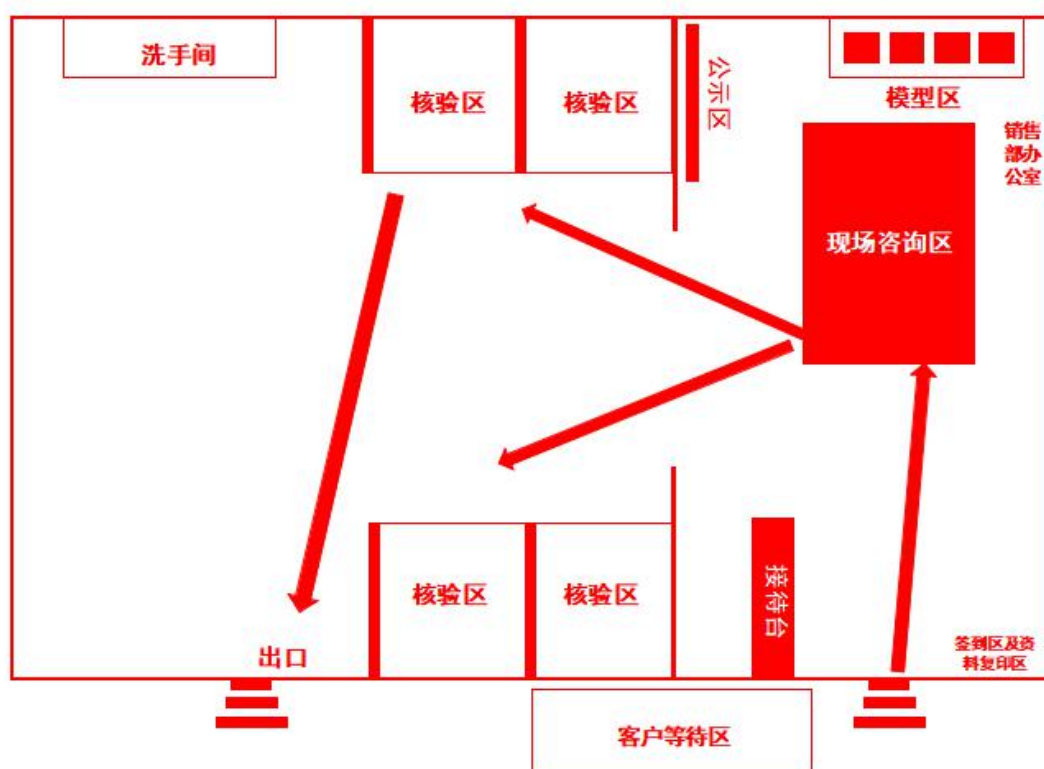 洗手间
核验区
核验区
公示区
模型区
销售
部办
公室
现场咨询区
核验区
核验区
接待台
签到区及资
料复印区
出口
客户等待区